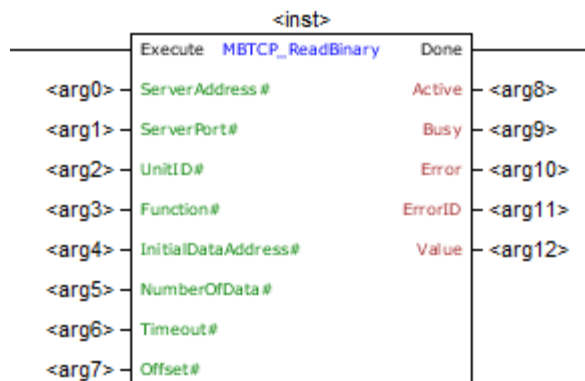 <inst>
Execute MBTCP_ReadBinary Done
<arg0> ServerAddress# Active <arg8>
<arg1> ServerPort# Busy <arg9>
<arg2> UnitID# Error <arg10>
<arg3> Function# ErrorID <arg11>
<arg4> InitialDataAddress# Value <arg12>
<arg5> NumberOfData#
<arg6> Timeout#
<arg7> Offset#